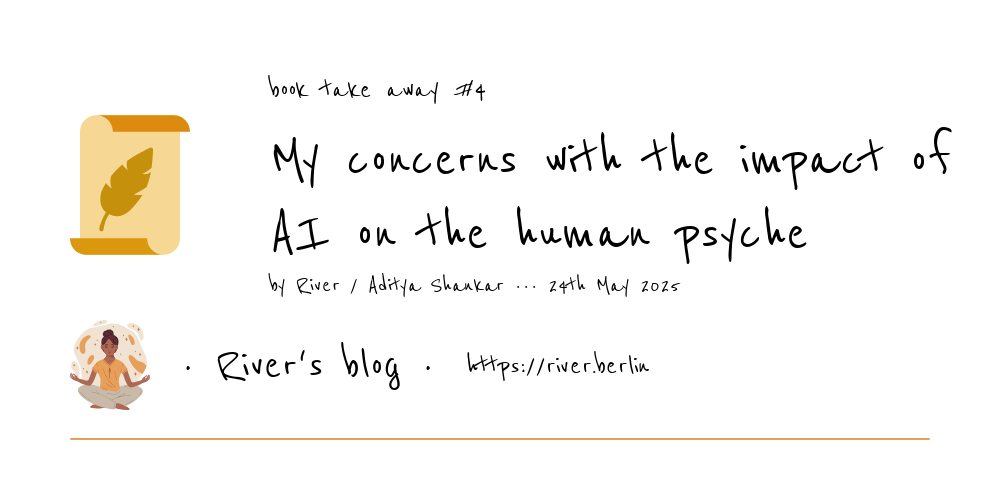 book take away #4
My concerns with the impact of
AI on the human psyche
by River / Aditya Shankar ... 24th May 2025
· River's blog · https://river.berlin